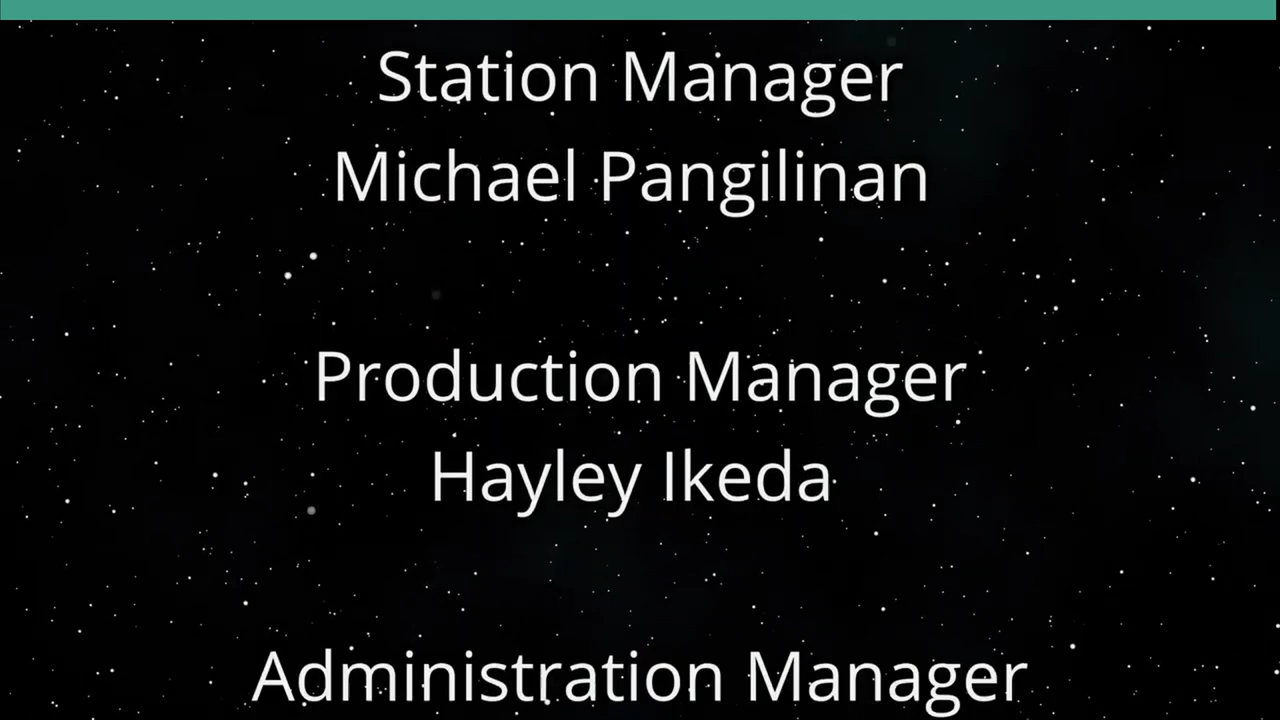 Station Manager
Michael Pangilinan
Production Manager
Hayley Ikeda
Administration Manager